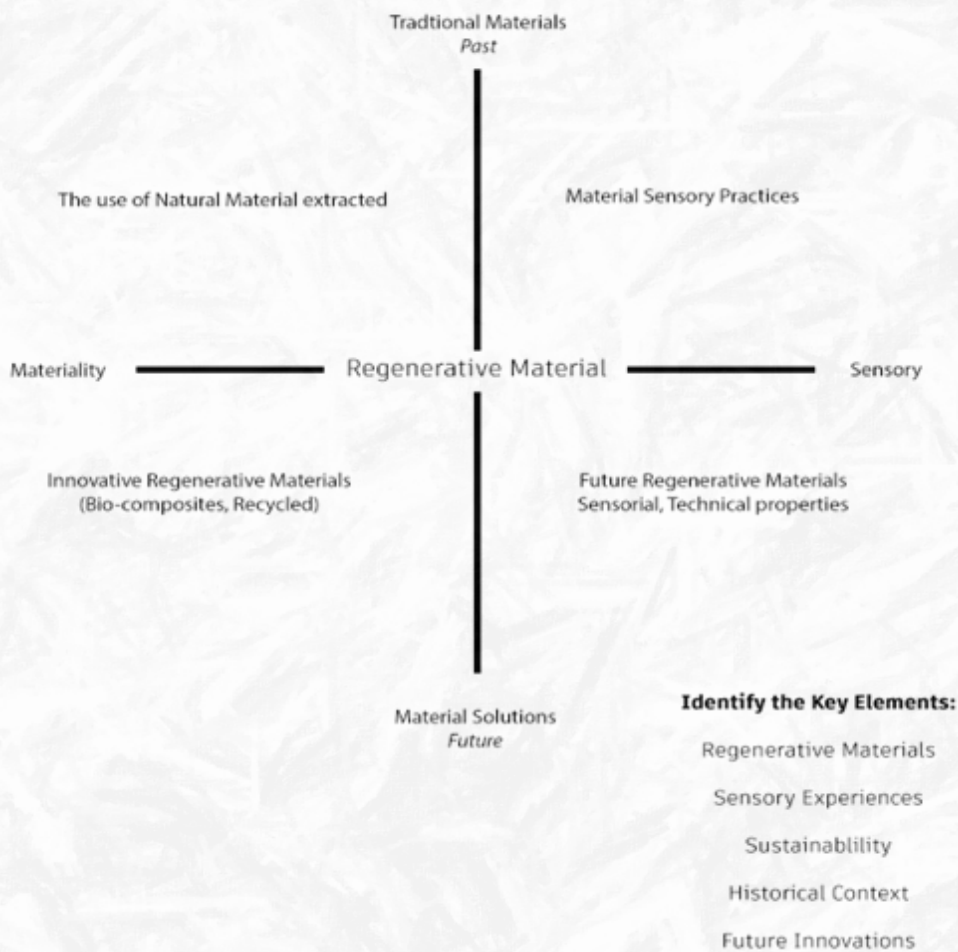 Tradtional Materials
Past
The use of Natural Material extracted
Material Sensory Practices
Materiality
Regenerative Material
Sensory
Innovative Regenerative Materials
(Bio-composites, Recycled)
Future Regenerative Materials
Sensorial, Technical properties
Material Solutions
Future
Identify the Key Elements:
Regenerative Materials
Sensory Experiences
Sustainablility
Historical Context
Future Innovations